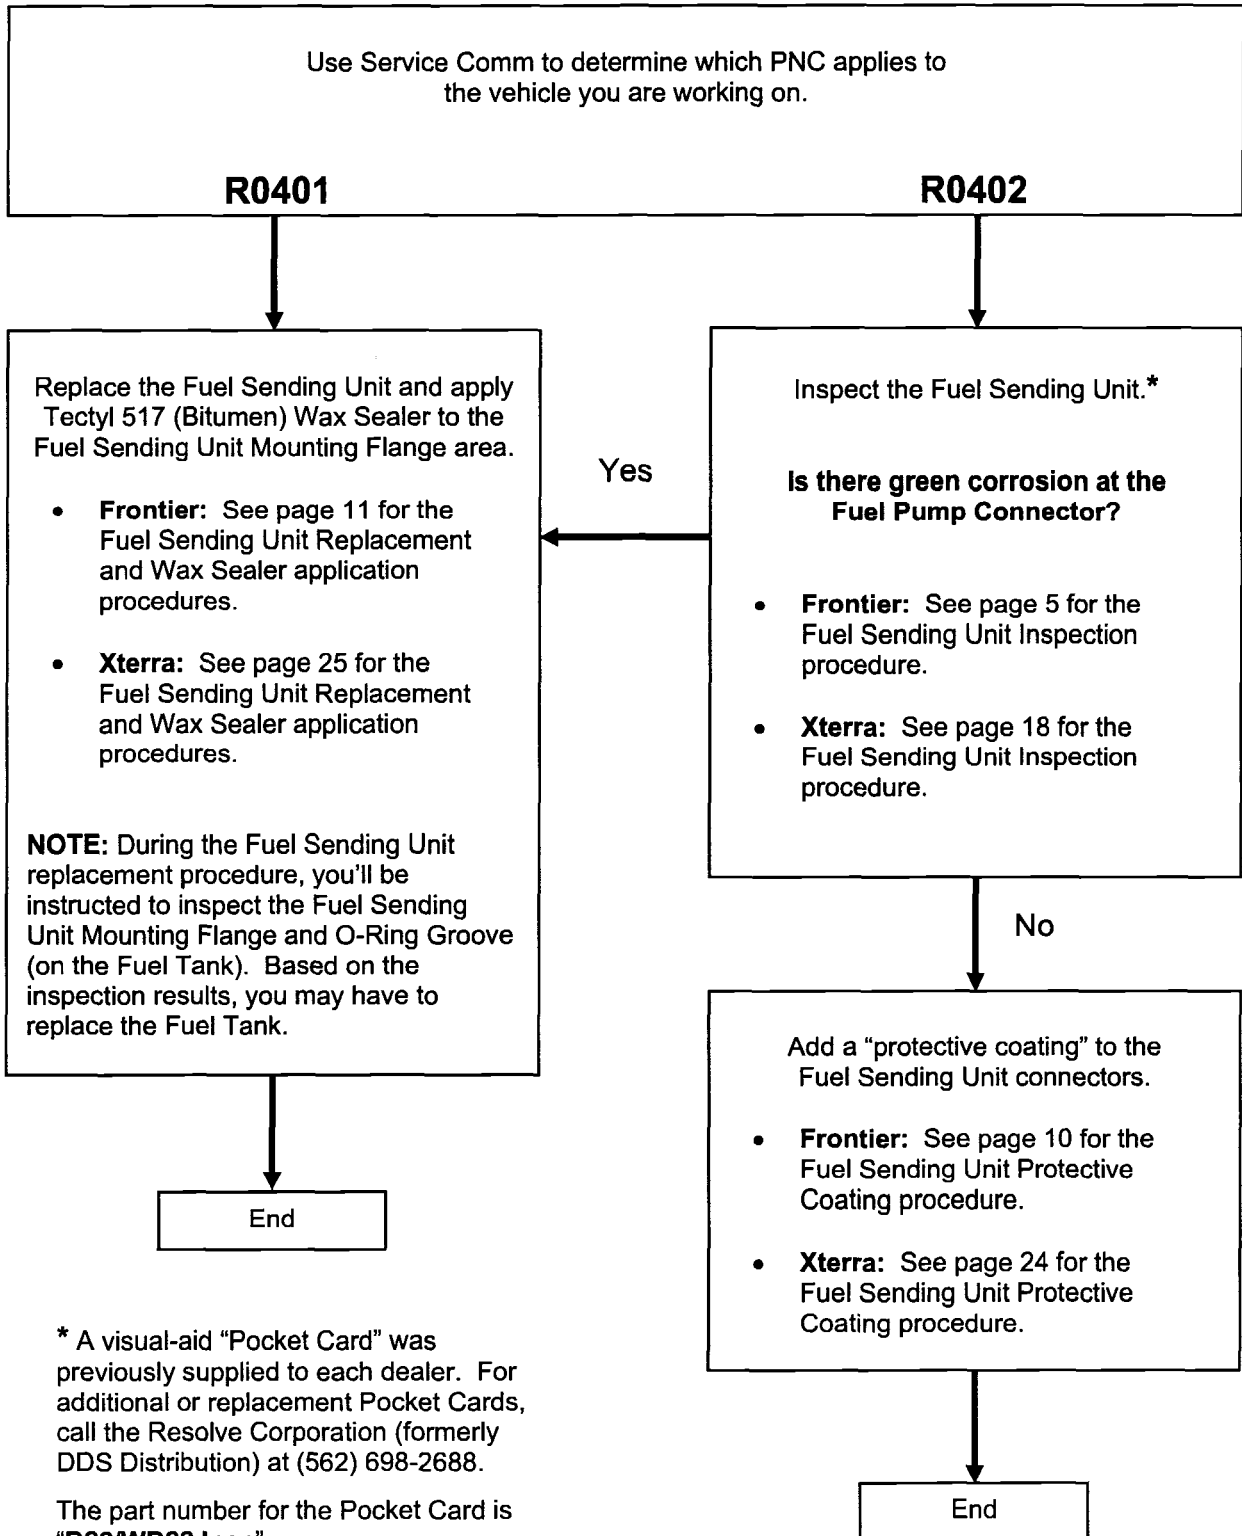 Use Service Comm to determine which PNC applies to
the vehicle you are working on.
R0401
R0402
Replace the Fuel Sending Unit and apply
Tectyl 517 (Bitumen) Wax Sealer to the
Fuel Sending Unit Mounting Flange area.
• Frontier: See page 11 for the
Fuel Sending Unit Replacement
and Wax Sealer application
procedures.
• Xterra: See page 25 for the
Fuel Sending Unit Replacement
and Wax Sealer application
procedures.
NOTE: During the Fuel Sending Unit
replacement procedure, you'll be
instructed to inspect the Fuel Sending
Unit Mounting Flange and O-Ring Groove
(on the Fuel Tank). Based on the
inspection results, you may have to
replace the Fuel Tank.
End
Yes
Inspect the Fuel Sending Unit.*
Is there green corrosion at the
Fuel Pump Connector?
• Frontier: See page 5 for the
Fuel Sending Unit Inspection
procedure.
• Xterra: See page 18 for the
Fuel Sending Unit Inspection
procedure.
No
Add a “protective coating” to the
Fuel Sending Unit connectors.
• Frontier: See page 10 for the
Fuel Sending Unit Protective
Coating procedure.
• Xterra: See page 24 for the
Fuel Sending Unit Protective
Coating procedure.
End
* A visual-aid “Pocket Card” was
previously supplied to each dealer. For
additional or replacement Pocket Cards,
call the Resolve Corporation (formerly
DDS Distribution) at (562) 698-2688.
The part number for the Pocket Card is